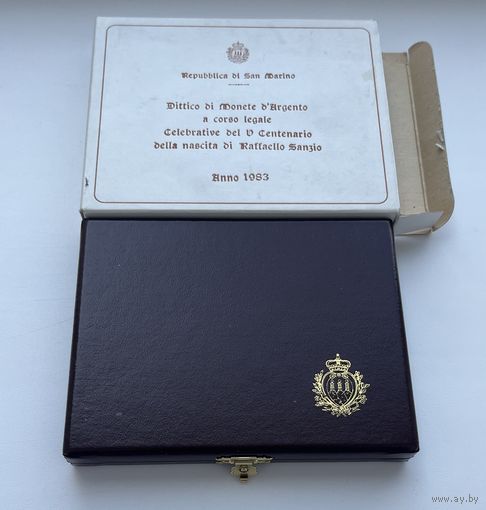 Repubblica di San Marino
Dittico di Monete d'Argento
a corso legale
Celebrative del V Centenario
della nascita di Raffaello Sanzio
Anno 1983
www.ay.by